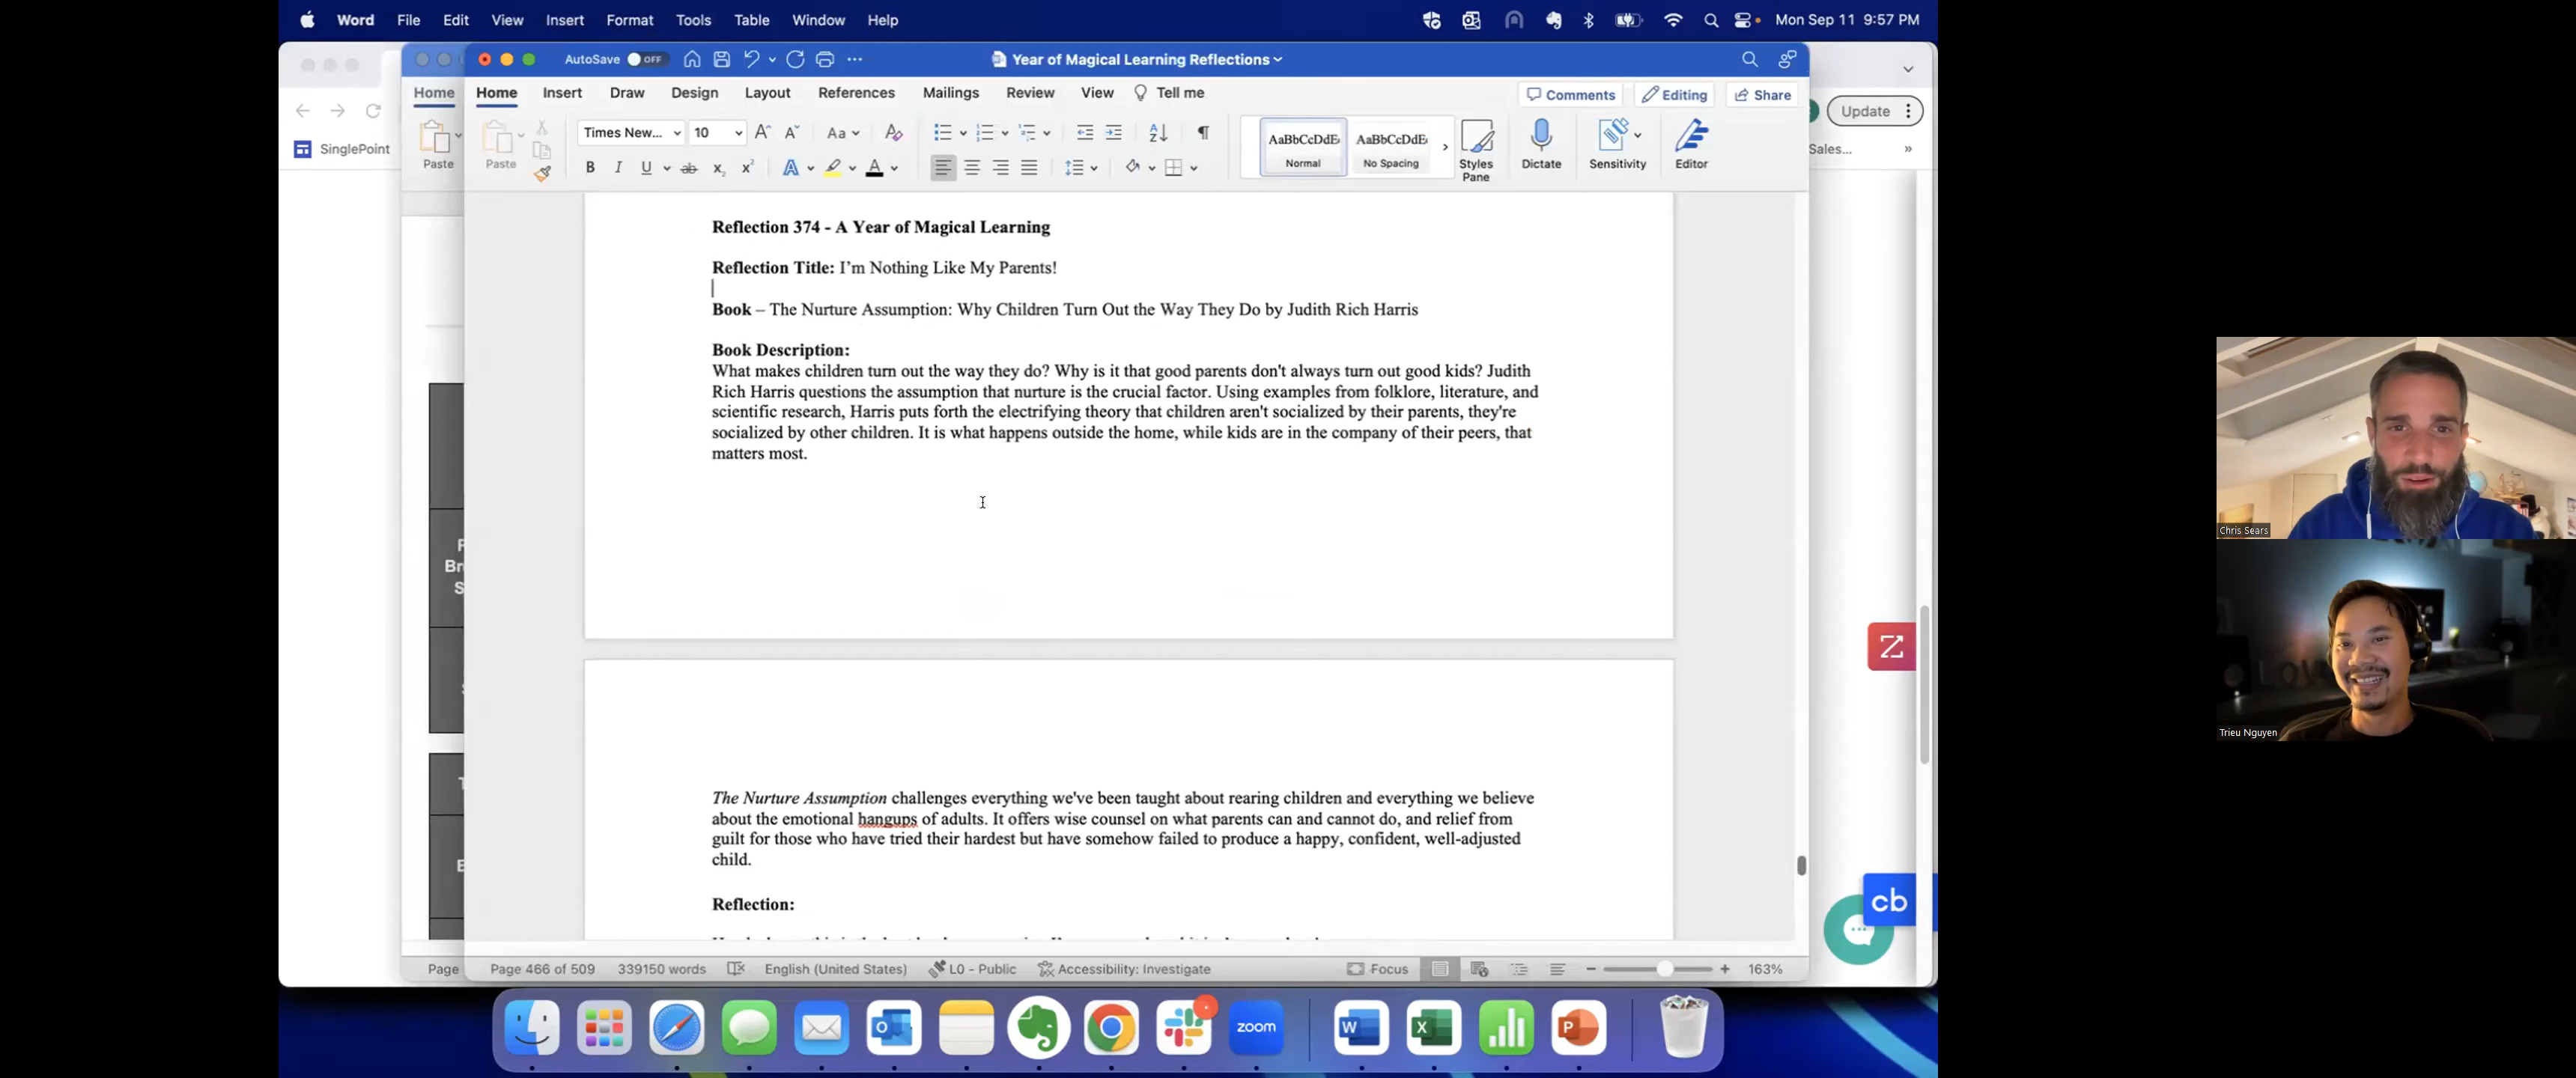 Word File Edit View Insert Format Tools Table Window Help
Mon Sep 11 9:57 PM
AutoSave OFF
Year of Magical Learning Reflections
Home
Home Insert Draw Design Layout References Mailings Review View Tell me
Comments Editing Share
Update
SinglePoint
Sales...
Paste
Paste
Times New... 10
Aa
B I U ab x₂ x²
A A
AaBbCcDdE
Normal
AaBbCcDdE
No Spacing
Styles
Pane
Dictate
Sensitivity
Editor
Reflection 374 - A Year of Magical Learning
Reflection Title: I'm Nothing Like My Parents!
Book – The Nurture Assumption: Why Children Turn Out the Way They Do by Judith Rich Harris
Book Description:
What makes children turn out the way they do? Why is it that good parents don't always turn out good kids? Judith
Rich Harris questions the assumption that nurture is the crucial factor. Using examples from folklore, literature, and
scientific research, Harris puts forth the electrifying theory that children aren't socialized by their parents, they're
socialized by other children. It is what happens outside the home, while kids are in the company of their peers, that
matters most.
The Nurture Assumption challenges everything we've been taught about rearing children and everything we believe
about the emotional hangups of adults. It offers wise counsel on what parents can and cannot do, and relief from
guilt for those who have tried their hardest but have somehow failed to produce a happy, confident, well-adjusted
child.
Reflection:
Page
Page 466 of 509 339150 words English (United States) L0 - Public Accessibility: Investigate
Focus
163%
cb
zoom
Chris Sears
Trieu Nguyen